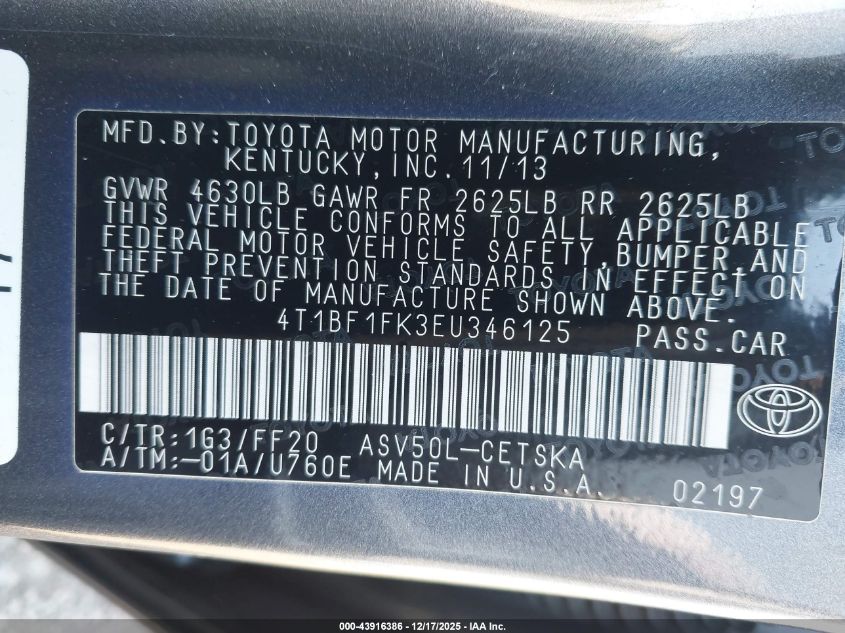 MFD.BY:TOYOTA MOTOR MANUFACTURING,
KENTUCKY,INC.11/13
GVWR 4630LB GAWR FR 2625LB RR 2625LB
THIS VEHICLE CONFORMS TO ALL APPLICABLE
FEDERAL MOTOR VEHICLE SAFETY,BUMPER,AND
THEFT PREVENTION STANDARDS IN EFFECT ON
THE DATE OF MANUFACTURE SHOWN ABOVE.
4T1BF1FK3EU346125 PASS.CAR
C/TR:1G3/FF20 ASV50L-CETSKA
A/TM:-01A/U760E MADE IN U.S.A. 02197
000-43916386 - 12/17/2025 - IAA Inc.